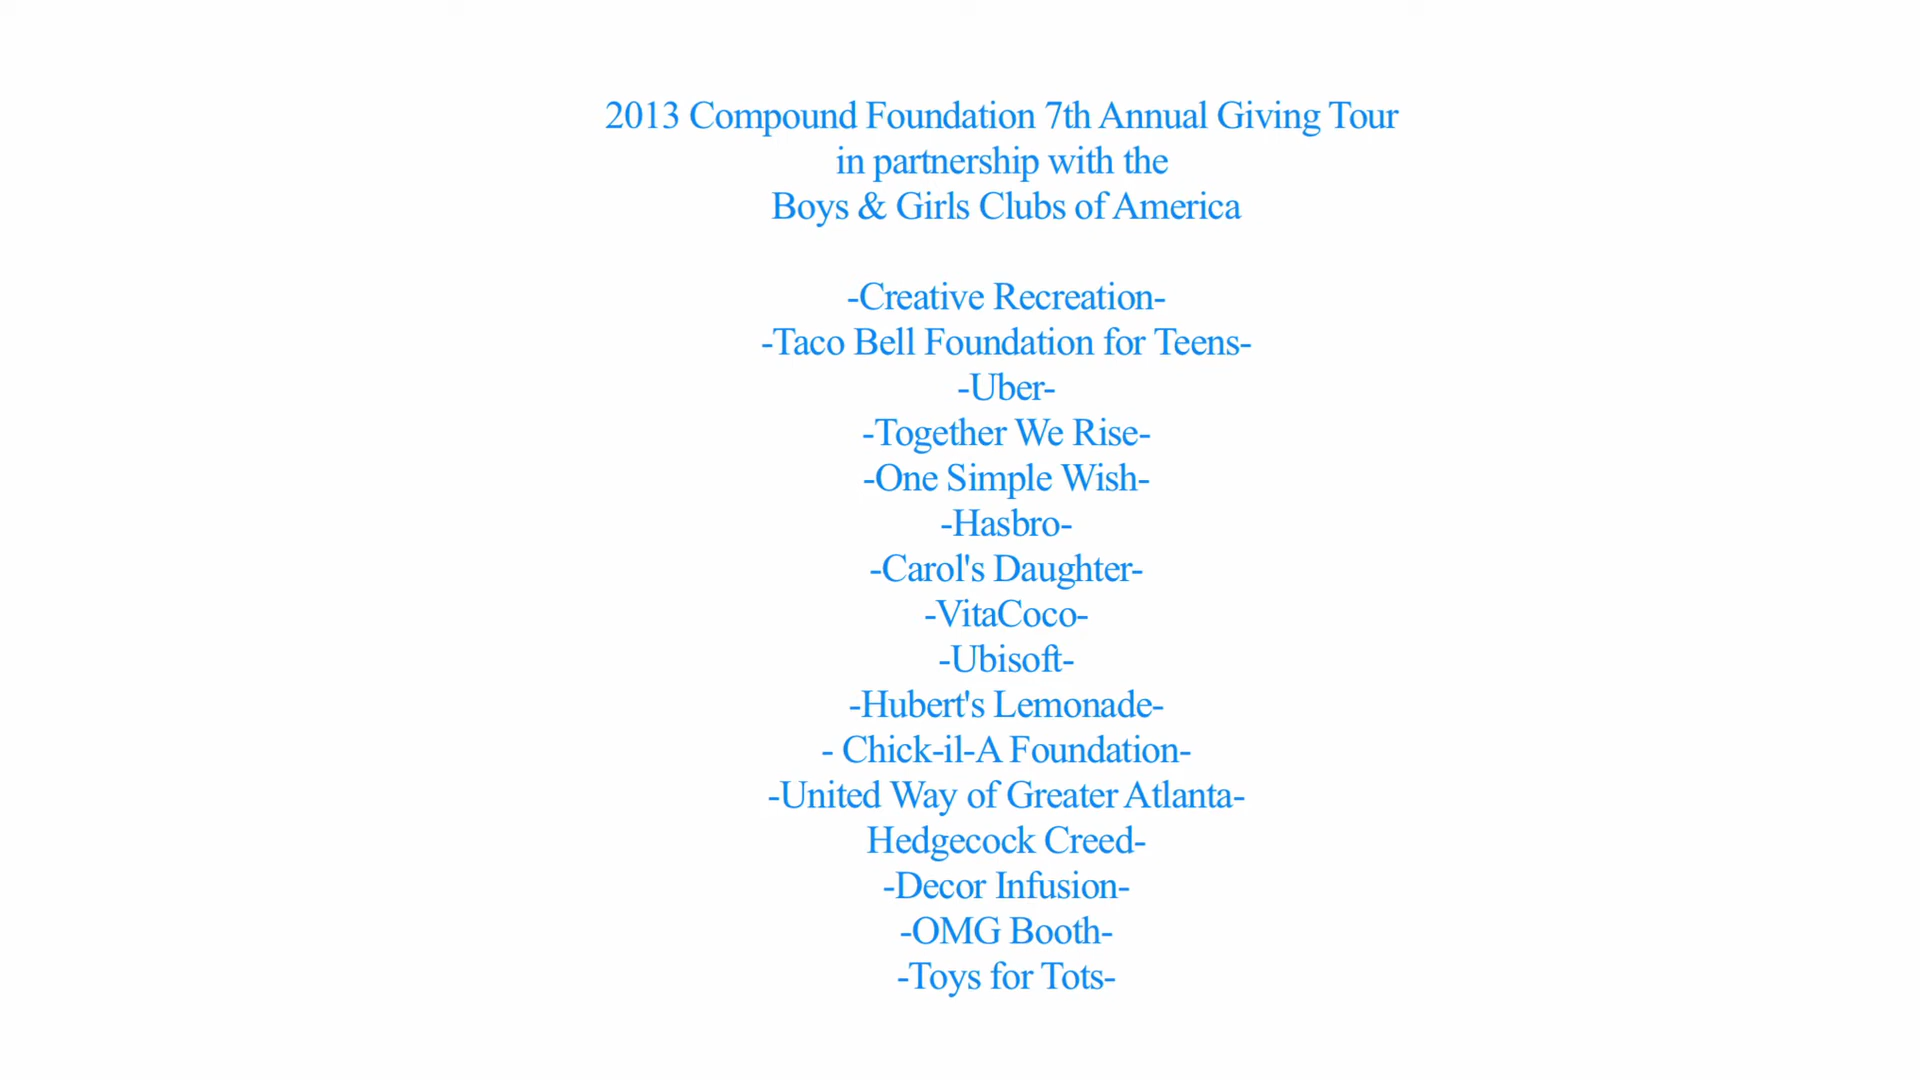 2013 Compound Foundation 7th Annual Giving Tour
in partnership with the
Boys & Girls Clubs of America
-Creative Recreation-
-Taco Bell Foundation for Teens-
-Uber-
-Together We Rise-
-One Simple Wish-
-Hasbro-
-Carol's Daughter-
-VitaCoco-
-Ubisoft-
-Hubert's Lemonade-
- Chick-il-A Foundation-
-United Way of Greater Atlanta-
Hedgecock Creed-
-Decor Infusion-
-OMG Booth-
-Toys for Tots-